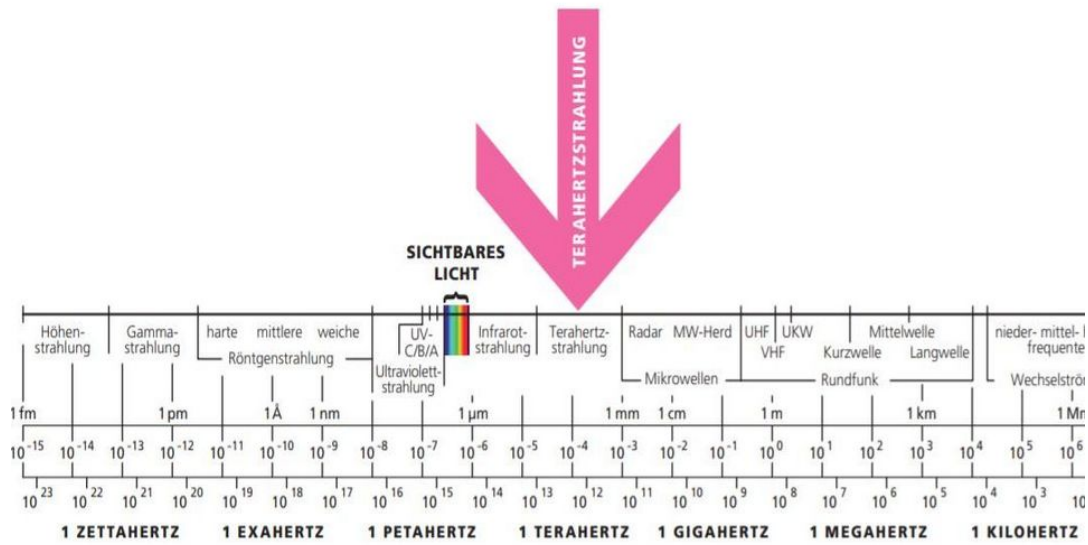 TERAHERTZSTRAHLUNG
SICHTBARES
LICHT
Höhen-
strahlung
Gamma-
strahlung
harte mittlere weiche
Röntgenstrahlung
UV-
C/B/A
Ultraviolett-
strahlung
Infrarot-
strahlung
Terahertz-
strahlung
Radar MW-Herd
Mikrowellen
UHF UKW
VHF
Mittelwelle
Kurzwelle Langwelle
Rundfunk
nieder- mittel-
frequente
Wechselströ
1 fm 1 pm 1 Å 1 nm 1 µm 1 mm 1 cm 1 m 1 km 1 Mm
10⁻¹⁵ 10⁻¹⁴ 10⁻¹³ 10⁻¹² 10⁻¹¹ 10⁻¹⁰ 10⁻⁹ 10⁻⁸ 10⁻⁷ 10⁻⁶ 10⁻⁵ 10⁻⁴ 10⁻³ 10⁻² 10⁻¹ 10⁰ 10¹ 10² 10³ 10⁴ 10⁵ 10⁶
10²³ 10²² 10²¹ 10²⁰ 10¹⁹ 10¹⁸ 10¹⁷ 10¹⁶ 10¹⁵ 10¹⁴ 10¹³ 10¹² 10¹¹ 10¹⁰ 10⁹ 10⁸ 10⁷ 10⁶ 10⁵ 10⁴ 10³
1 ZETTAHERTZ 1 EXAHERTZ 1 PETAHERTZ 1 TERAHERTZ 1 GIGAHERTZ 1 MEGAHERTZ 1 KILOHERTZ